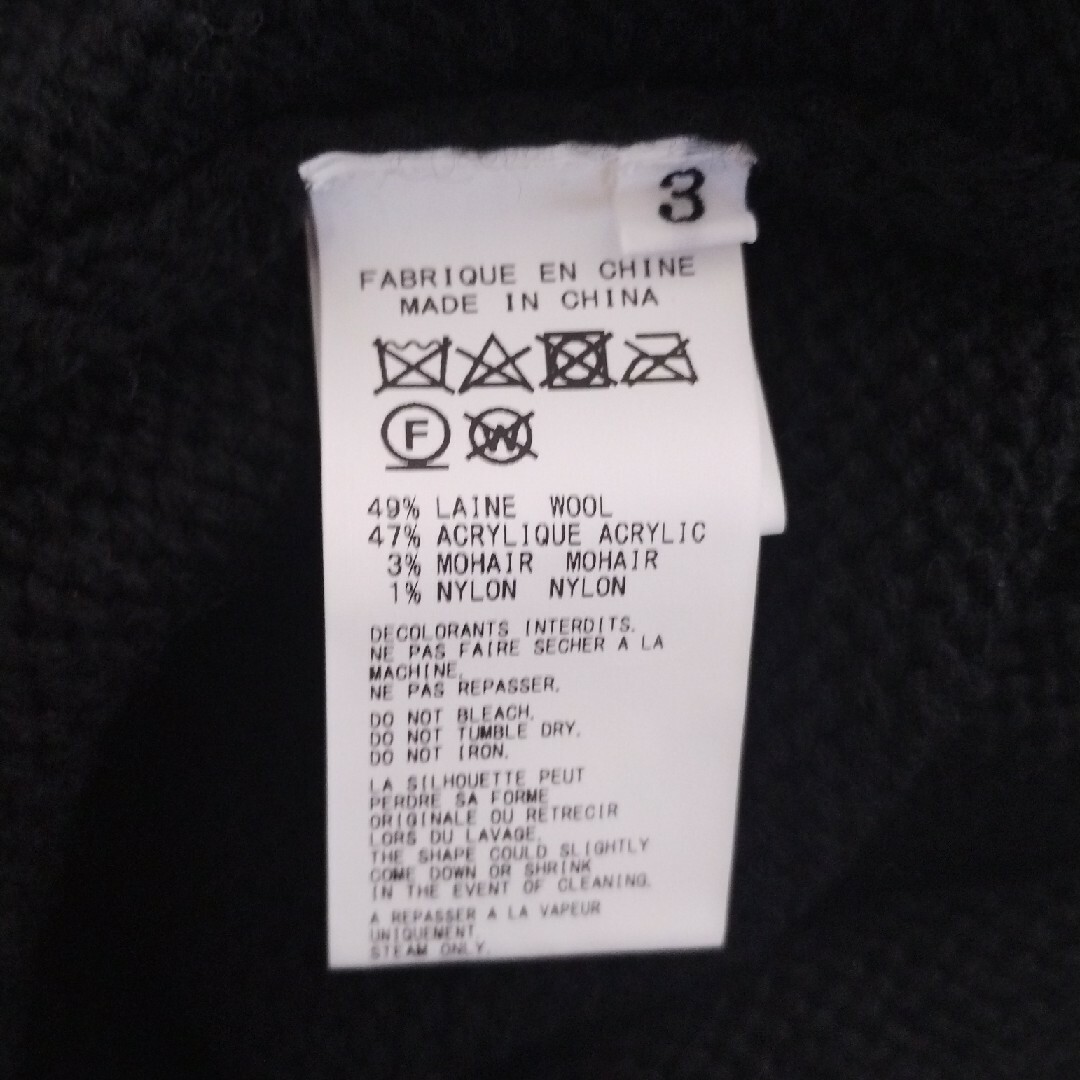 3
FABRIQUE EN CHINE
MADE IN CHINA
F W
49% LAINE WOOL
47% ACRYLIQUE ACRYLIC
3% MOHAIR MOHAIR
1% NYLON NYLON
DECOLORANTS INTERDITS.
NE PAS FAIRE SECHER A LA
MACHINE.
NE PAS REPASSER.
DO NOT BLEACH.
DO NOT TUMBLE DRY.
DO NOT IRON.
LA SILHOUETTE PEUT
PERDRE SA FORME
ORIGINALE OU RETRECIR
LORS DU LAVAGE.
THE SHAPE COULD SLIGHTLY
COME DOWN OR SHRINK
IN THE EVENT OF CLEANING.
A REPASSER A LA VAPEUR
UNIQUEMENT.
STEAM ONLY.